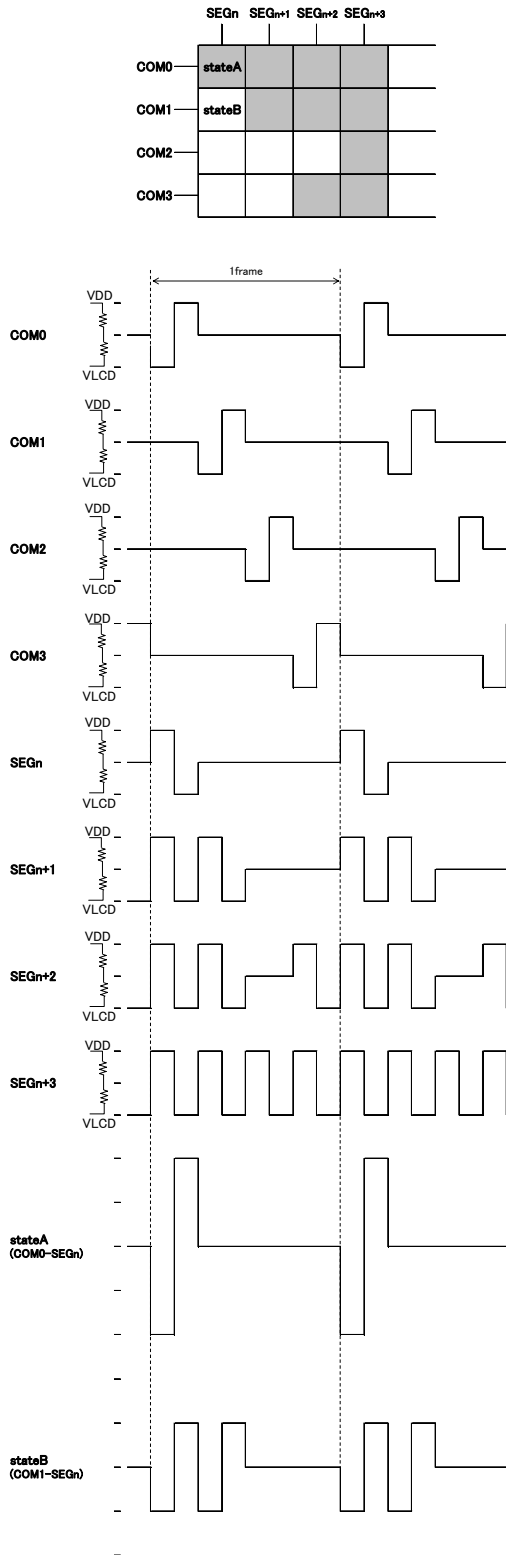 SEGn SEGn+1 SEGn+2 SEGn+3
COM0 stateA
COM1 stateB
COM2
COM3
1frame
VDD
COM0
VLCD
VDD
COM1
VLCD
VDD
COM2
VLCD
VDD
COM3
VLCD
VDD
SEGn
VLCD
VDD
SEGn+1
VLCD
VDD
SEGn+2
VLCD
VDD
SEGn+3
VLCD
stateA
(COM0-SEGn)
stateB
(COM1-SEGn)